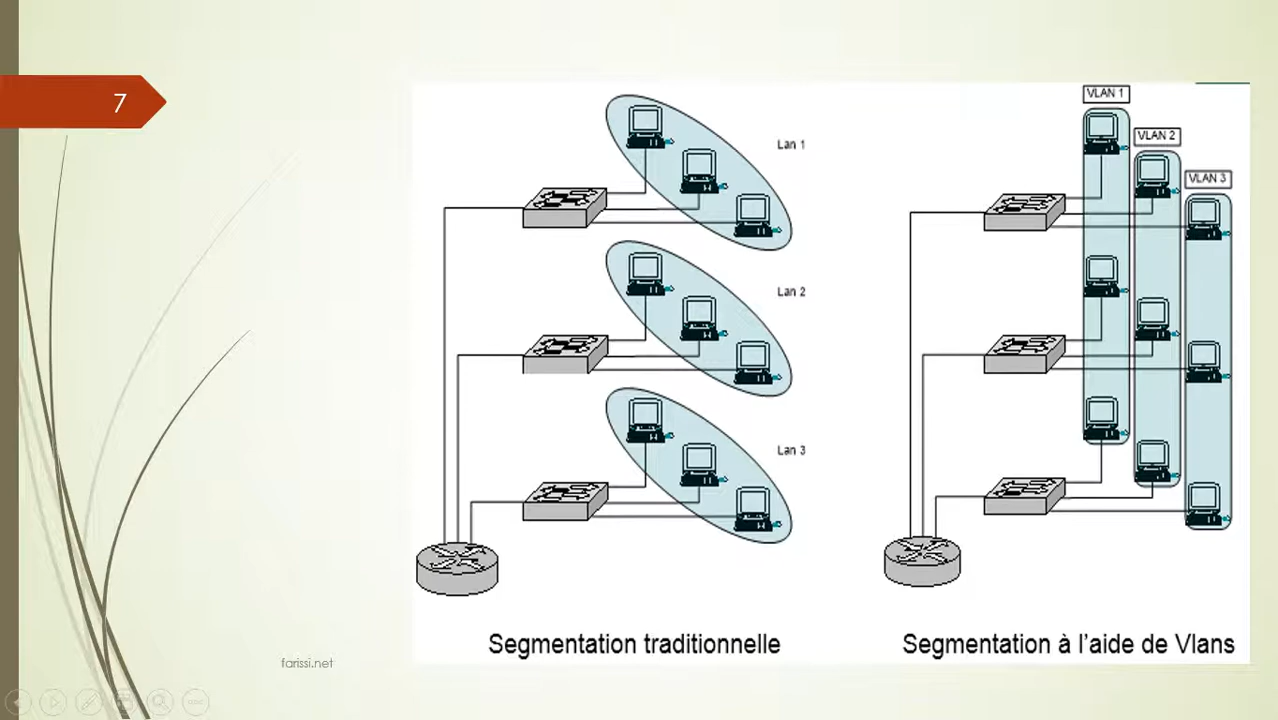 7
Lan 1
Lan 2
Lan 3
Segmentation traditionnelle
VLAN 1
VLAN 2
VLAN 3
Segmentation à l'aide de Vlans
farissi.net